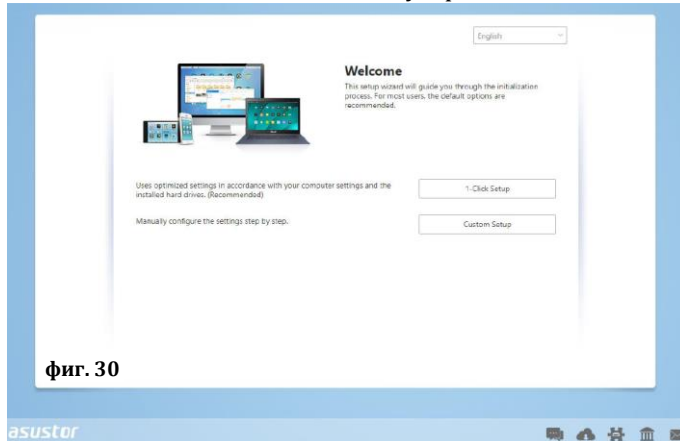 English
Welcome
This setup wizard will guide you through the initialization
process. For most users, the default options are
recommended.
Uses optimized settings in accordance with your computer settings and the
installed hard drives. (Recommended)
1-Click Setup
Manually configure the settings step by step.
Custom Setup
фиг. 30
asustor